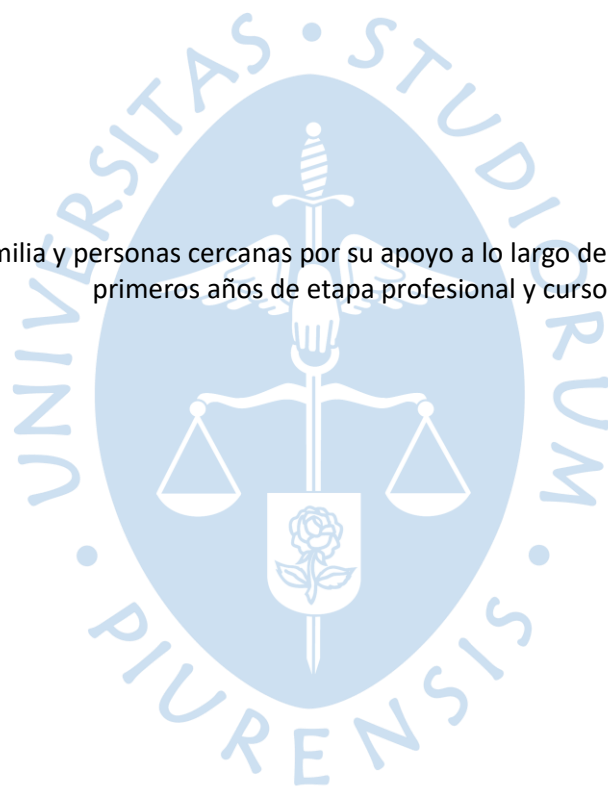 UNIVERSITAS • STUDIORUM • PIURENSIS •
milia y personas cercanas por su apoyo a lo largo de
primeros años de etapa profesional y curso